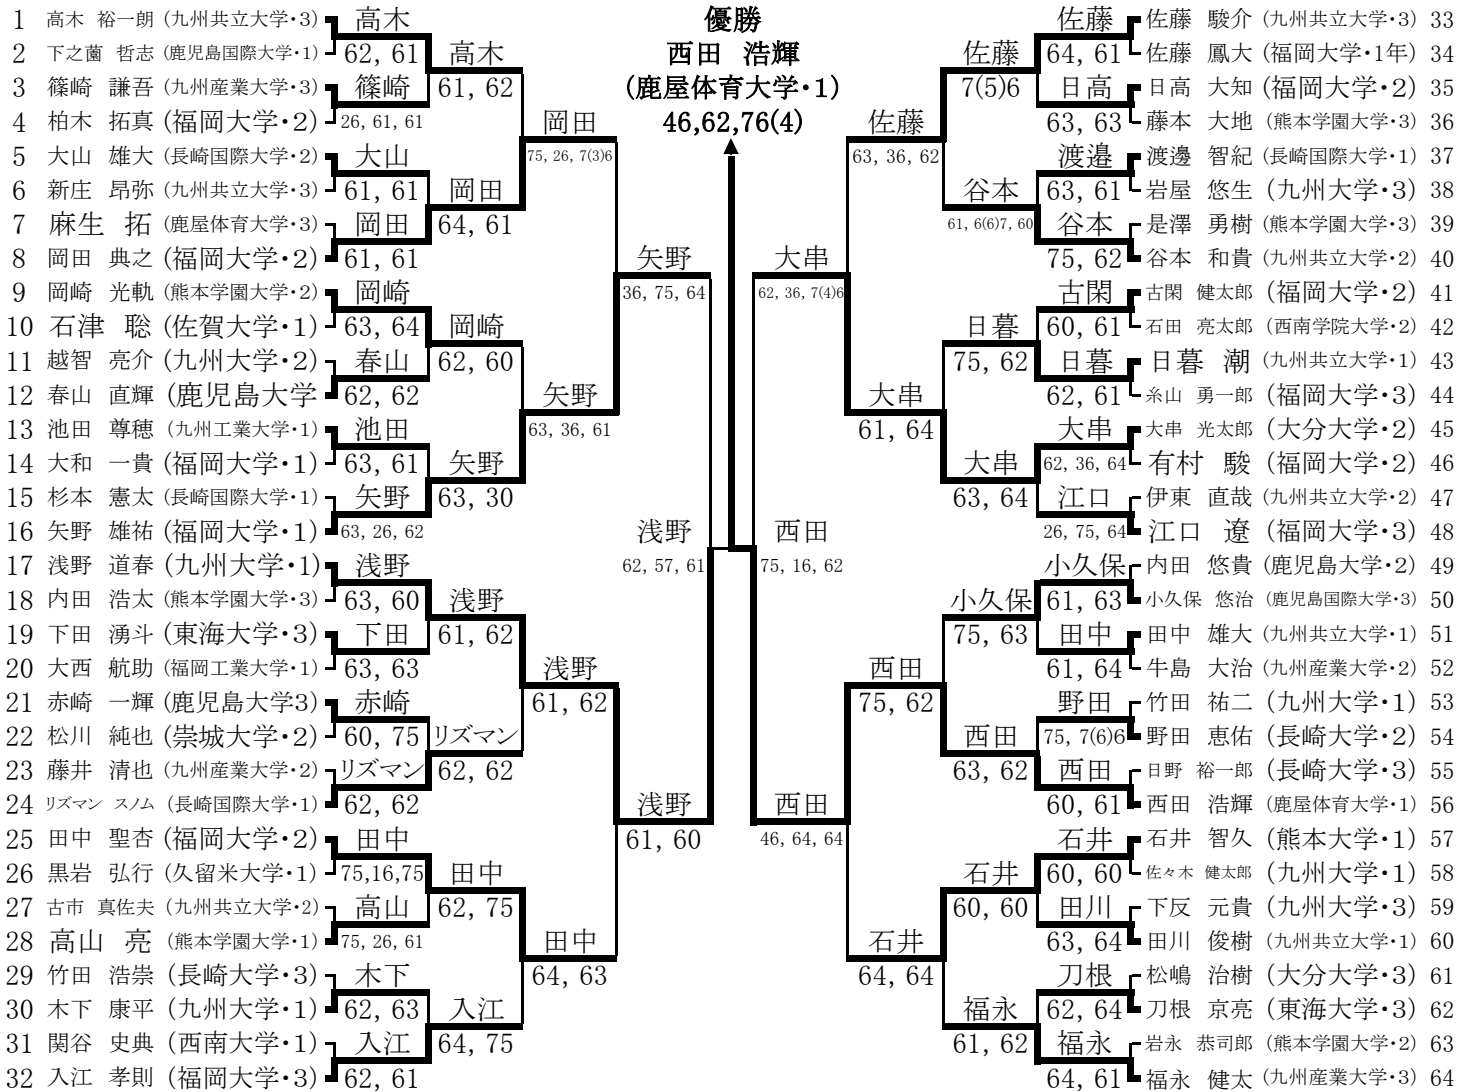 優勝
西田 浩輝
(鹿屋体育大学・1)
46,62,76(4)
1 高木 裕一朗 (九州共立大学・3)
2 下之薗 哲志 (鹿児島国際大学・1)
3 篠崎 謙吾 (九州産業大学・3)
4 柏木 拓真 (福岡大学・2)
5 大山 雄大 (長崎国際大学・2)
6 新庄 昂弥 (九州共立大学・3)
7 麻生 拓 (鹿屋体育大学・3)
8 岡田 典之 (福岡大学・2)
9 岡崎 光軌 (熊本学園大学・2)
10 石津 聡 (佐賀大学・1)
11 越智 亮介 (九州大学・2)
12 春山 直輝 (鹿児島大学
13 池田 尊穂 (九州工業大学・1)
14 大和 一貴 (福岡大学・1)
15 杉本 憲太 (長崎国際大学・1)
16 矢野 雄祐 (福岡大学・1)
17 浅野 道春 (九州大学・1)
18 内田 浩太 (熊本学園大学・3)
19 下田 湧斗 (東海大学・3)
20 大西 航助 (福岡工業大学・1)
21 赤崎 一輝 (鹿児島大学3)
22 松川 純也 (崇城大学・2)
23 藤井 清也 (九州産業大学・2)
24 リズマン スノム (長崎国際大学・1)
25 田中 聖杏 (福岡大学・2)
26 黒岩 弘行 (久留米大学・1)
27 古市 真佐夫 (九州共立大学・2)
28 高山 亮 (熊本学園大学・1)
29 竹田 浩崇 (長崎大学・3)
30 木下 康平 (九州大学・1)
31 関谷 史典 (西南大学・1)
32 入江 孝則 (福岡大学・3)
高木
62, 61
篠崎
26, 61, 61
大山
61, 61
岡田
61, 61
岡崎
63, 64
春山
62, 62
池田
63, 61
矢野
63, 26, 62
浅野
63, 60
下田
63, 63
赤崎
60, 75
リズマン
62, 62
田中
75,16,75
高山
75, 26, 61
木下
62, 63
入江
62, 61
高木
61, 62
岡田
64, 61
岡崎
62, 60
矢野
63, 30
浅野
61, 62
リズマン
62, 62
田中
62, 75
入江
64, 75
岡田
75, 26, 7(3)6
矢野
63, 36, 61
浅野
61, 62
田中
64, 63
矢野
36, 75, 64
浅野
61, 60
浅野
62, 57, 61
西田
75, 16, 62
大串
62, 36, 7(4)6
西田
46, 64, 64
佐藤
63, 36, 62
大串
61, 64
西田
75, 62
石井
64, 64
佐藤
7(5)6
谷本
61, 6(6)7, 60
日暮
75, 62
大串
63, 64
小久保
75, 63
西田
63, 62
石井
60, 60
福永
61, 62
佐藤
64, 61
日高
63, 63
渡邉
63, 61
谷本
75, 62
古閑
60, 61
日暮
62, 61
大串
62, 36, 64
江口
26, 75, 64
小久保
61, 63
田中
61, 64
野田
75, 7(6)6
西田
60, 61
石井
60, 60
田川
63, 64
刀根
62, 64
福永
64, 61
佐藤 駿介 (九州共立大学・3) 33
佐藤 鳳大 (福岡大学・1年) 34
日高 大知 (福岡大学・2) 35
藤本 大地 (熊本学園大学・3) 36
渡邊 智紀 (長崎国際大学・1) 37
岩屋 悠生 (九州大学・3) 38
是澤 勇樹 (熊本学園大学・3) 39
谷本 和貴 (九州共立大学・2) 40
古閑 健太郎 (福岡大学・2) 41
石田 亮太郎 (西南学院大学・2) 42
日暮 潮 (九州共立大学・1) 43
糸山 勇一郎 (福岡大学・3) 44
大串 光太郎 (大分大学・2) 45
有村 駿 (福岡大学・2) 46
伊東 直哉 (九州共立大学・2) 47
江口 遼 (福岡大学・3) 48
内田 悠貴 (鹿児島大学・2) 49
小久保 悠治 (鹿児島国際大学・3) 50
田中 雄大 (九州共立大学・1) 51
牛島 大治 (九州産業大学・2) 52
竹田 祐二 (九州大学・1) 53
野田 恵佑 (長崎大学・2) 54
日野 裕一郎 (長崎大学・3) 55
西田 浩輝 (鹿屋体育大学・1) 56
石井 智久 (熊本大学・1) 57
佐々木 健太郎 (九州大学・1) 58
下反 元貴 (九州大学・3) 59
田川 俊樹 (九州共立大学・1) 60
松嶋 治樹 (大分大学・3) 61
刀根 京亮 (東海大学・3) 62
岩永 恭司郎 (熊本学園大学・2) 63
福永 健太 (九州産業大学・3) 64